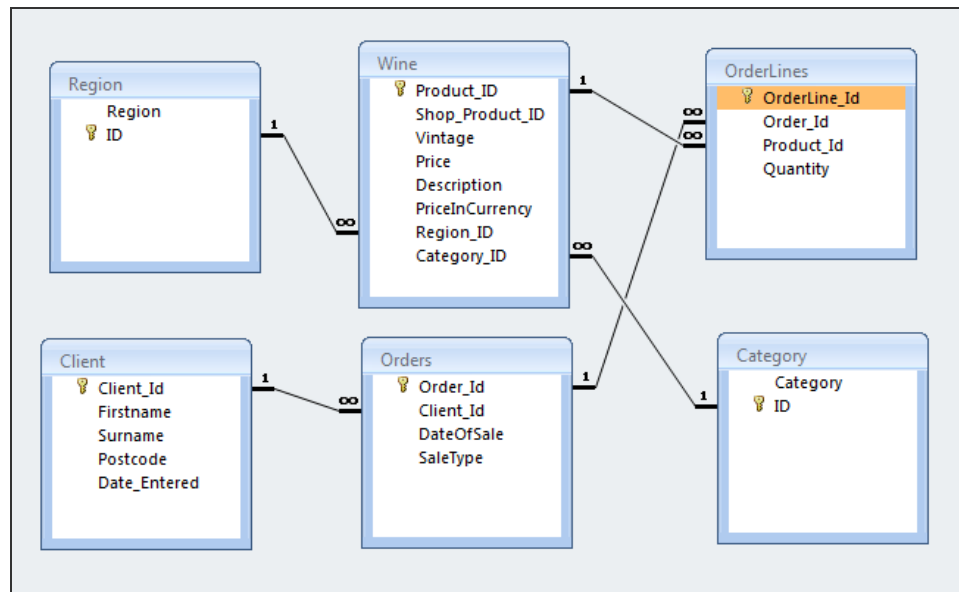 Region
Region
ID
1
∞
Wine
Product_ID
Shop_Product_ID
Vintage
Price
Description
PriceInCurrency
Region_ID
Category_ID
1
∞
OrderLines
OrderLine_Id
Order_Id
Product_Id
Quantity
∞
∞
Client
Client_Id
Firstname
Surname
Postcode
Date_Entered
1
∞
Orders
Order_Id
Client_Id
DateOfSale
SaleType
1
Category
Category
ID
1